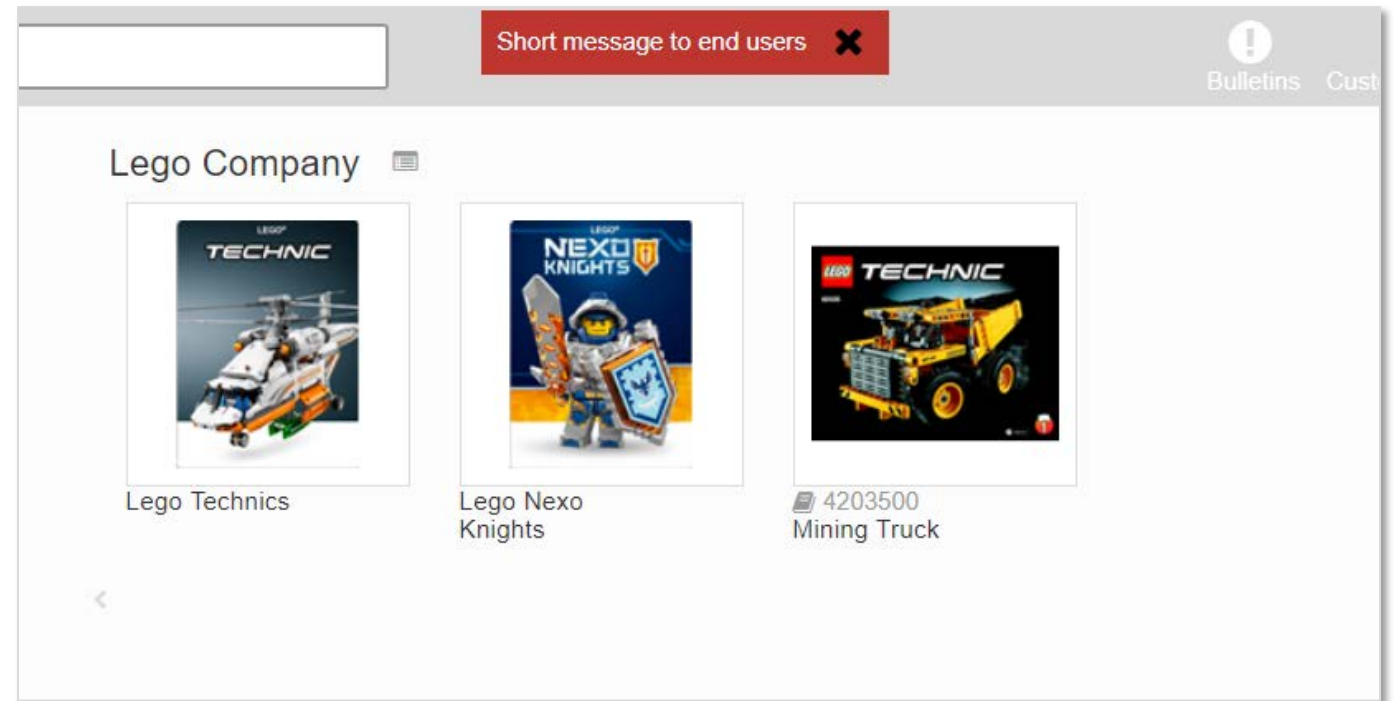 Short message to end users
Bulletins Cust
Lego Company
LEGO
TECHNIC
LEGO
NEXO
KNIGHTS
LEGO TECHNIC
Lego Technics
Lego Nexo
Knights
4203500
Mining Truck